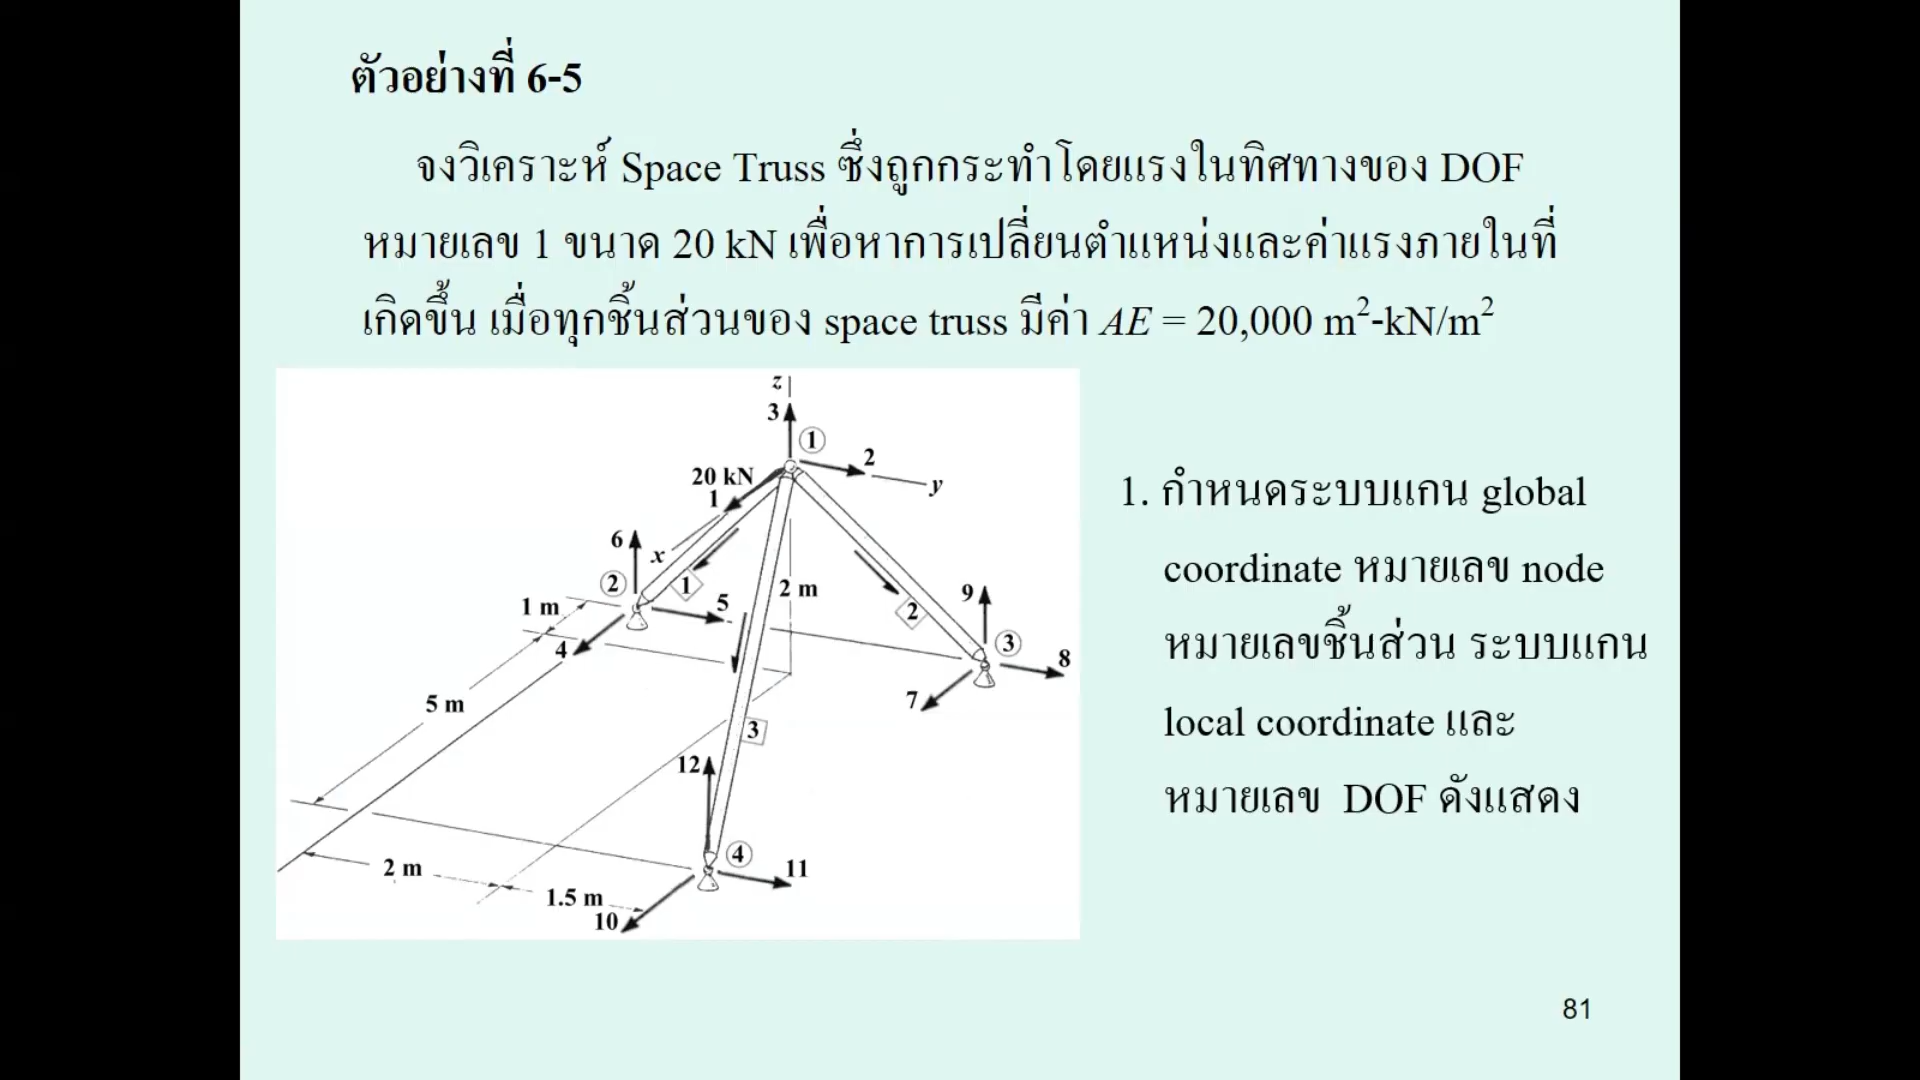 ตัวอย่างที่ 6-5
จงวิเคราะห์ Space Truss ซึ่งถูกกระทำโดยแรงในทิศทางของ DOF
หมายเลข 1 ขนาด 20 kN เพื่อหาการเปลี่ยนตำแหน่งและค่าแรงภายในที่
เกิดขึ้น เมื่อทุกชิ้นส่วนของ space truss มีค่า AE = 20,000 m²-kN/m²
z
3
1
2
20 kN
1
y
6
x
2
1
2 m
1 m
5
9
2
4
3
8
5 m
7
3
12
4
2 m
11
1.5 m
10
1. กำหนดระบบแกน global
coordinate หมายเลข node
หมายเลขชิ้นส่วน ระบบแกน
local coordinate และ
หมายเลข DOF ดังแสดง
81